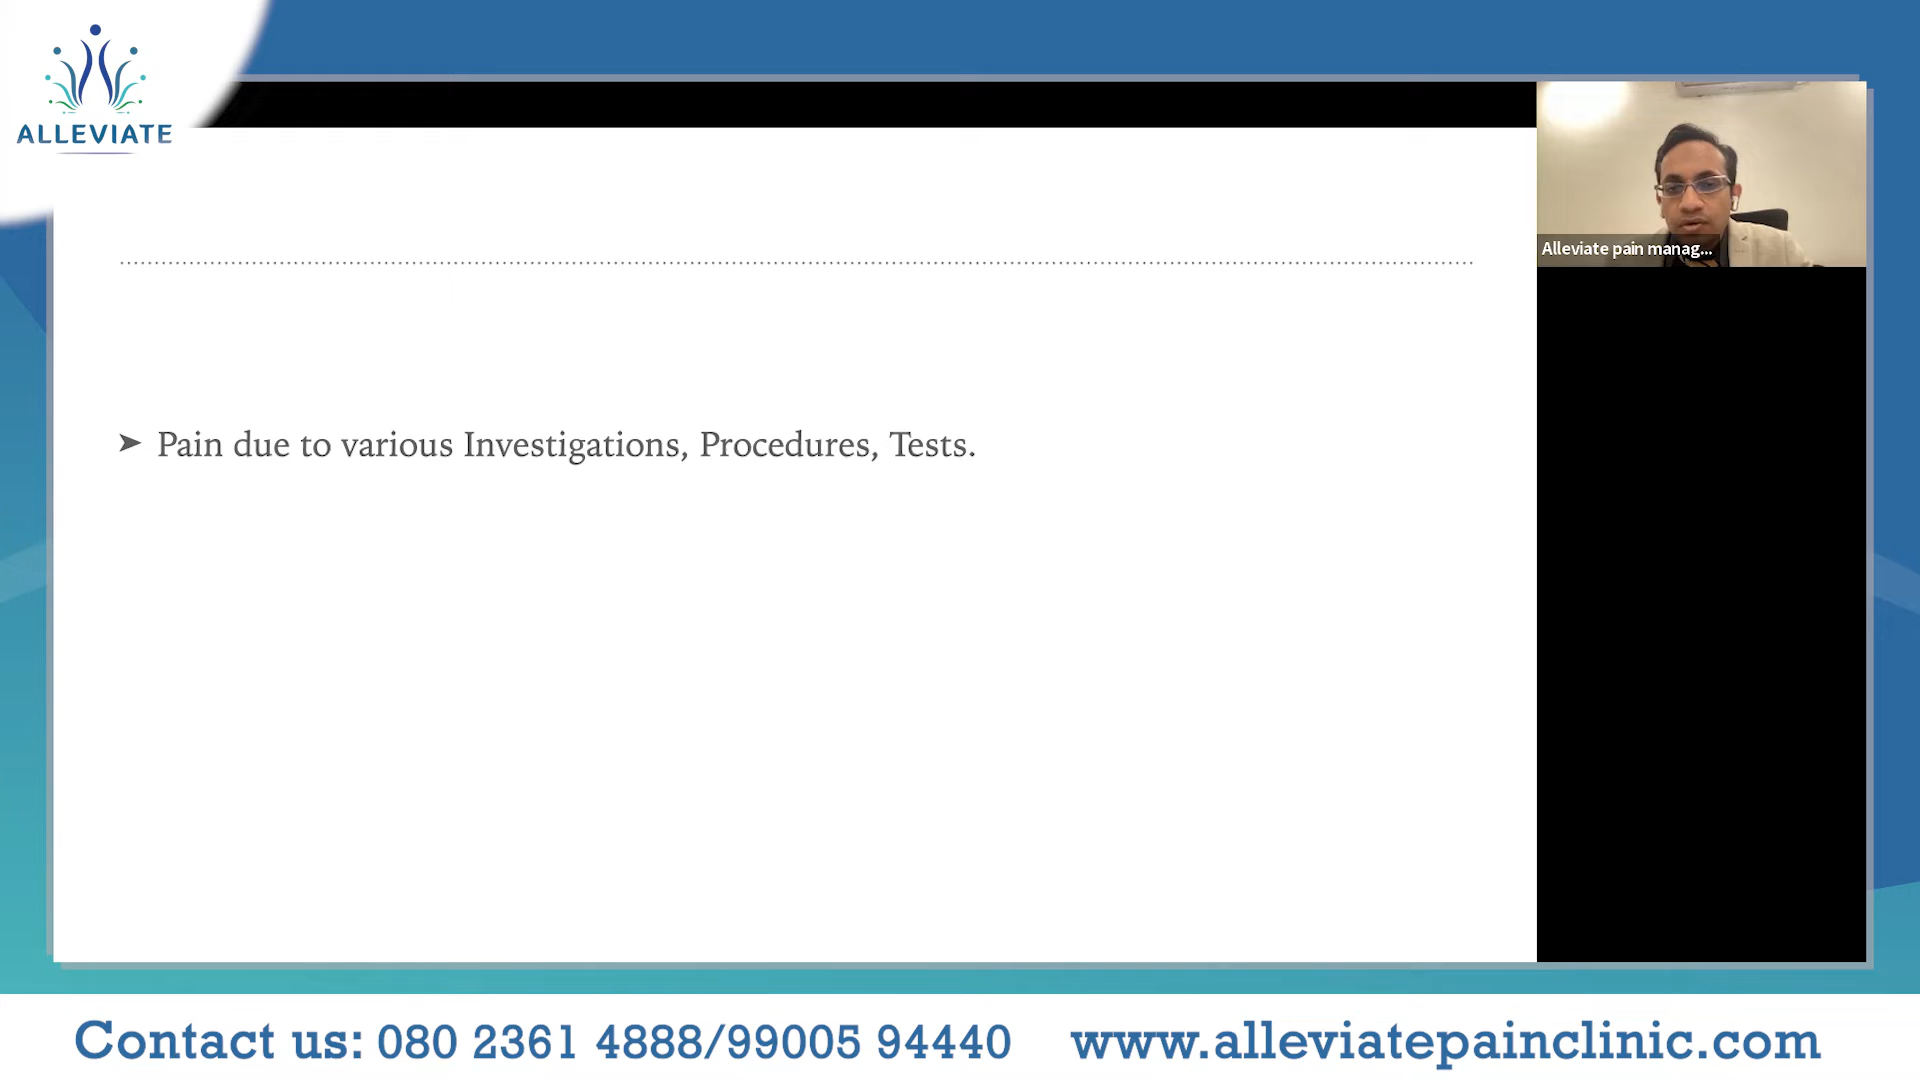 ALLEVIATE
Alleviate pain manag...
➤ Pain due to various Investigations, Procedures, Tests.
Contact us: 080 2361 4888/99005 94440 www.alleviatepainclinic.com